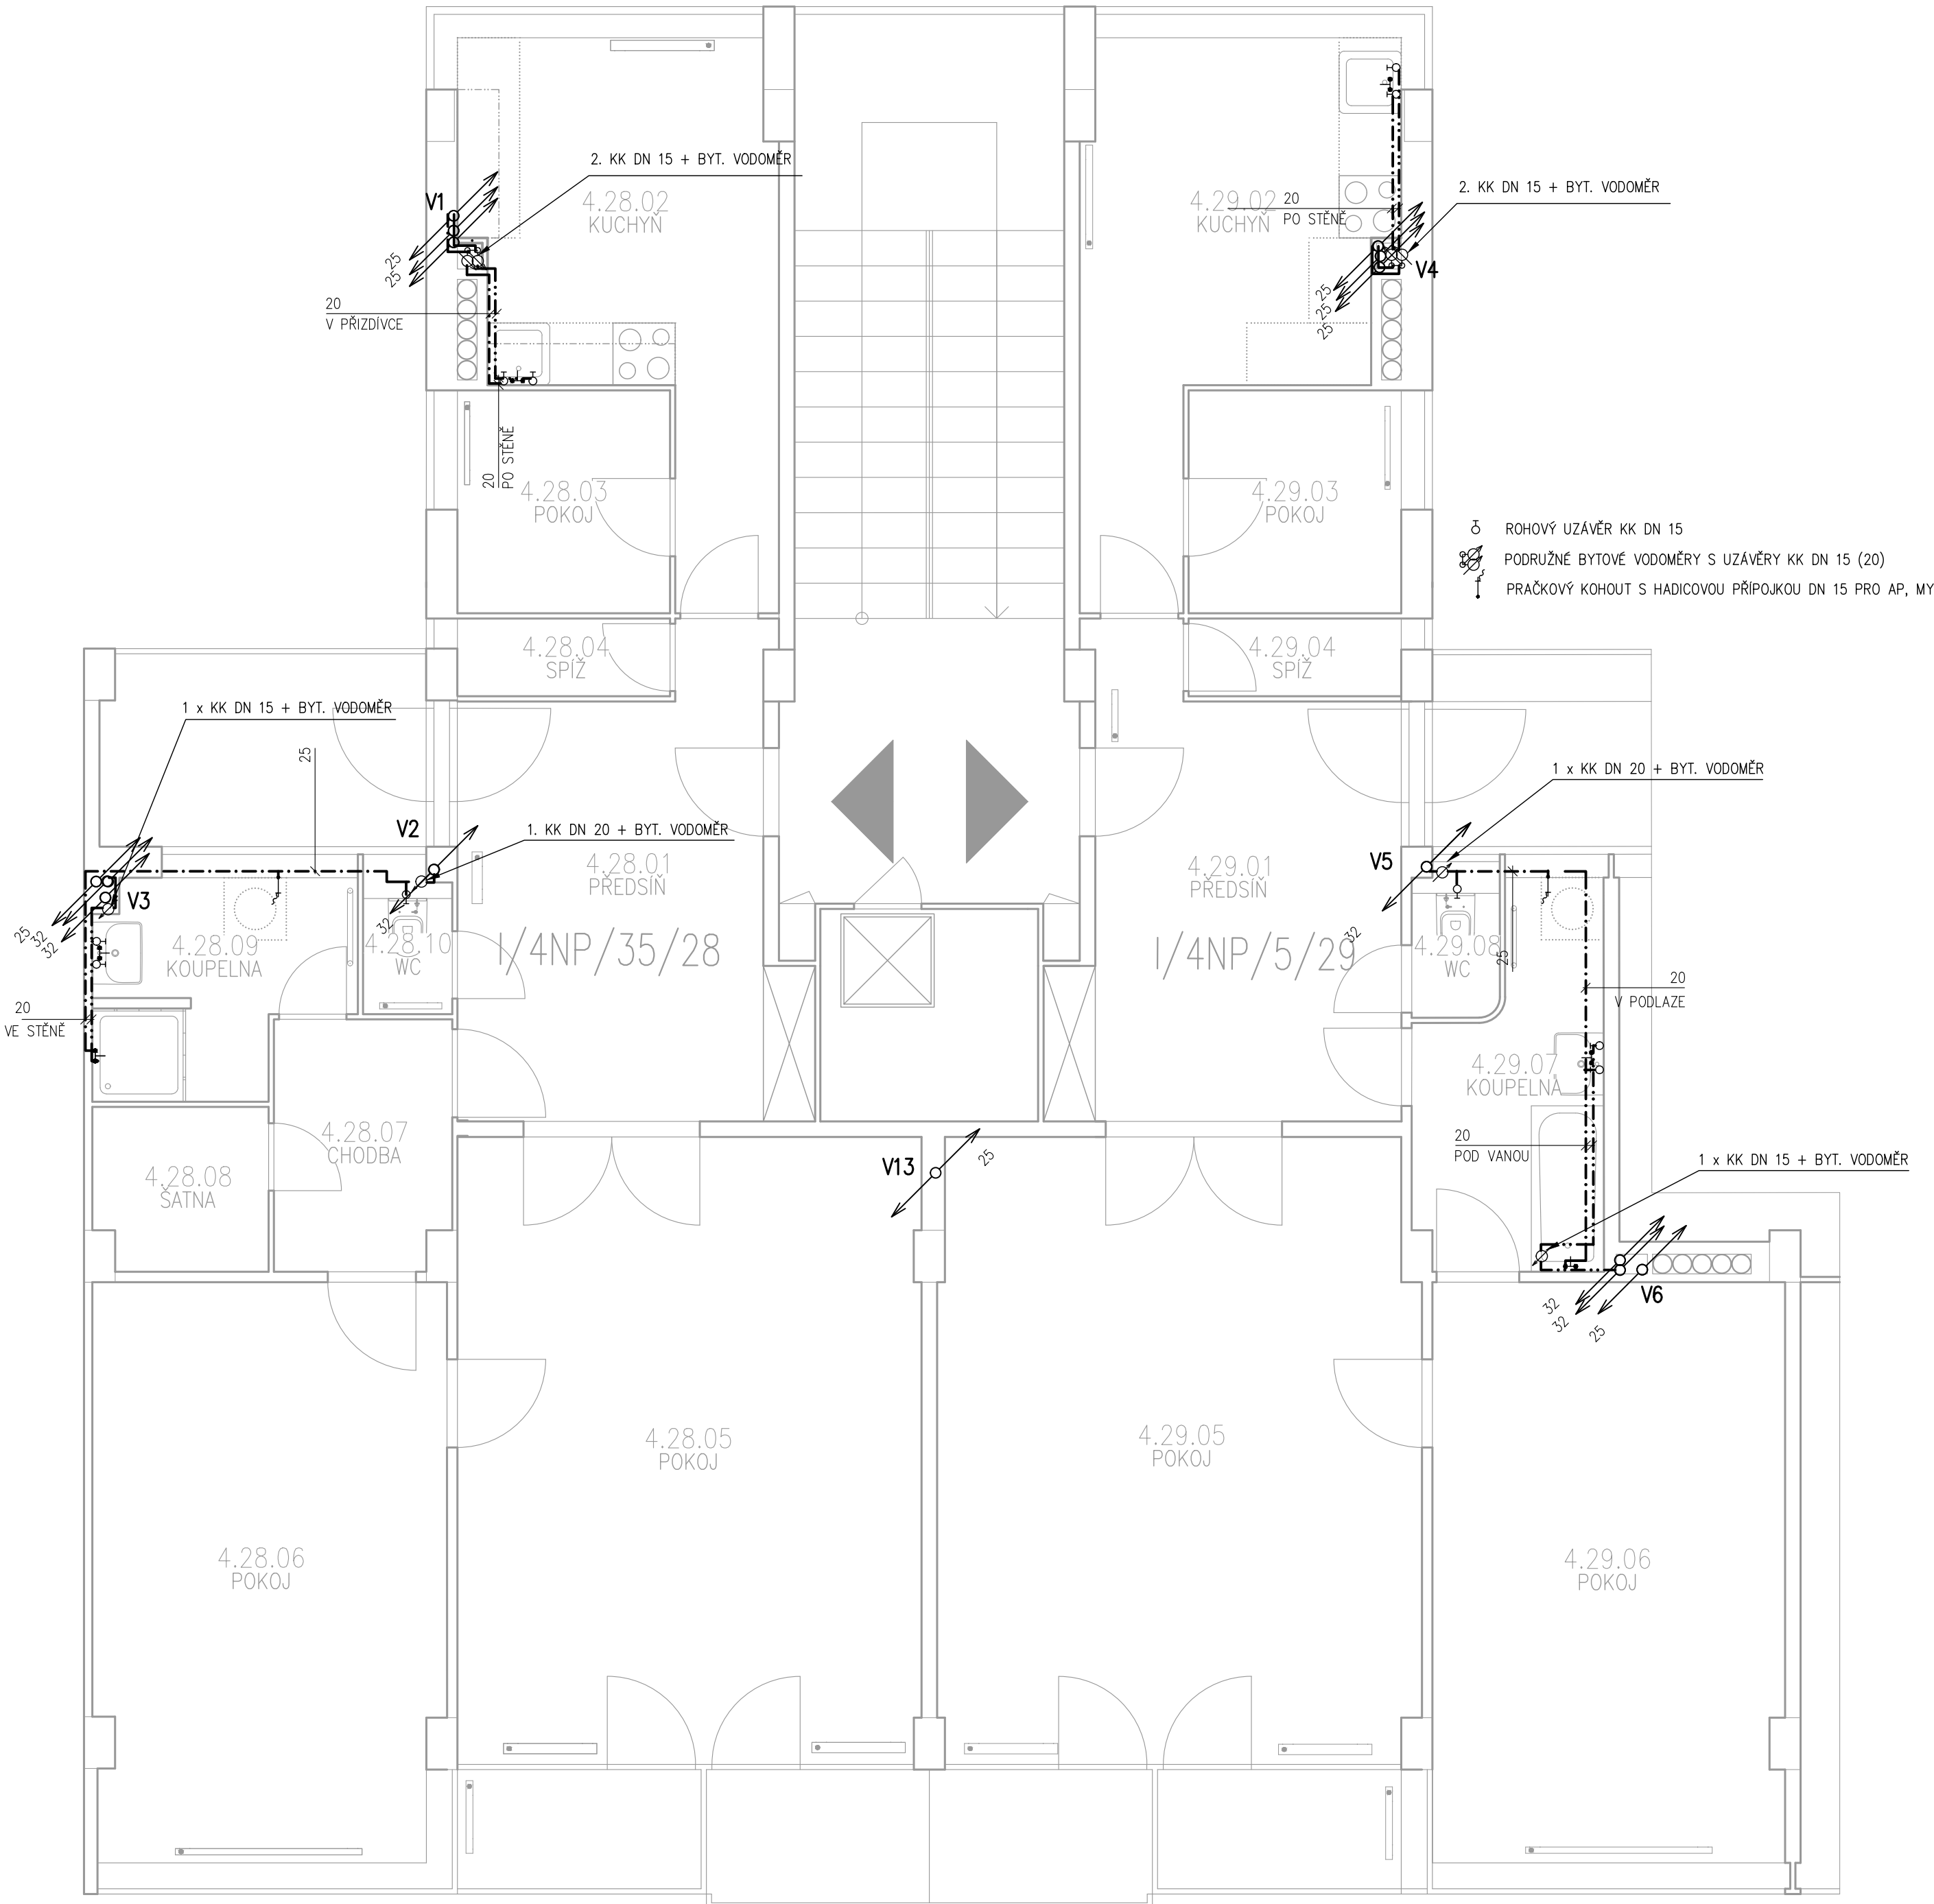 2. KK DN 15 + BYT. VODOMĚR
V1
4.28.02
KUCHYŇ
25
25
20
V PŘIZDÍVCE
20
PO STĚNĚ
4.28.03
POKOJ
4.28.04
SPÍŽ
4.29.02
KUCHYŇ
20
PO STĚNĚ
2. KK DN 15 + BYT. VODOMĚR
V4
25
25
25
4.29.03
POKOJ
4.29.04
SPÍŽ
ROHOVÝ UZÁVĚR KK DN 15
PODRUŽNÉ BYTOVÉ VODOMĚRY S UZÁVĚRY KK DN 15 (20)
PRAČKOVÝ KOHOUT S HADICOVOU PŘÍPOJKOU DN 15 PRO AP, MY
1 x KK DN 15 + BYT. VODOMĚR
25
V2
1. KK DN 20 + BYT. VODOMĚR
4.28.01
PŘEDSÍŇ
4.29.01
PŘEDSÍŇ
V5
1 x KK DN 20 + BYT. VODOMĚR
V3
25
32
32
32
4.28.09
KOUPELNA
4.28.10
WC
I/4NP/35/28
I/4NP/5/29
32
4.29.08
WC
25
20
V PODLAZE
20
VE STĚNĚ
4.29.07
KOUPELNA
4.28.07
CHODBA
4.28.08
ŠATNA
V13
25
20
POD VANOU
1 x KK DN 15 + BYT. VODOMĚR
V6
32
32
25
4.28.05
POKOJ
4.29.05
POKOJ
4.28.06
POKOJ
4.29.06
POKOJ